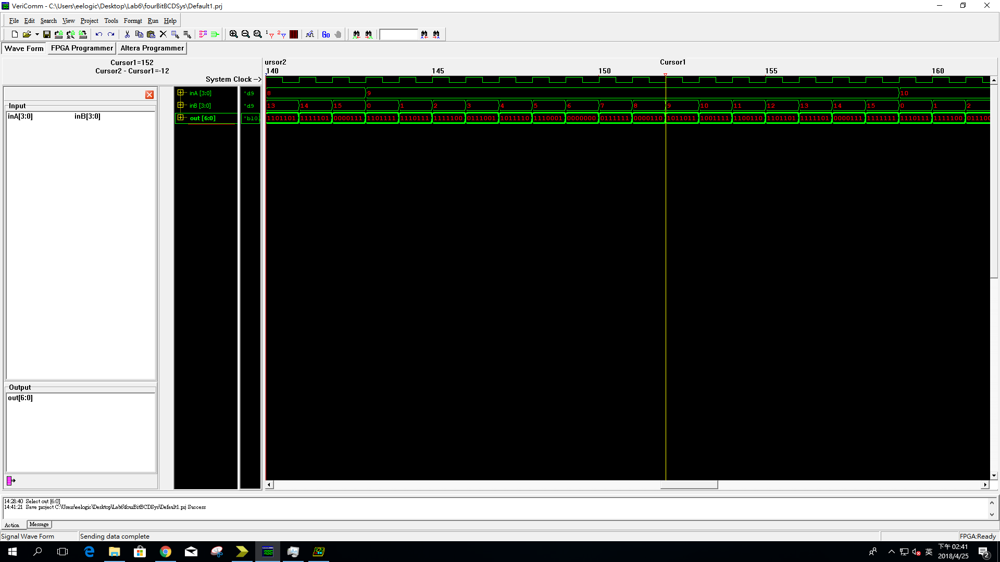 VeriComm - C:\Users\eelogic\Desktop\Lab6\fourBitBCDSys\Default1.prj
File Edit Search View Project Tools Format Run Help
Go
Wave Form FPGA Programmer Altera Programmer
Cursor1=152
Cursor2 - Cursor1=-12
System Clock -->
ursor2 Cursor1
140 145 150 155 160
Input
inA[3:0] inB[3:0]
inA [3:0] 'd9 8 9 10
inB [3:0] 'd9 13 14 15 0 1 2 3 4 5 6 7 8 9 10 11 12 13 14 15 0 1 2
out [6:0] 'b10 1101101 1111101 0000111 1101111 1110111 1111100 0111001 1011110 1110001 0000000 0111111 0000110 1011011 1001111 1100110 1101101 1111101 0000111 1111111 1110111 1111100 011100
Output
out[6:0]
14:28:40 Select out [6:0]
14:41:21 Save project C:\Users\eelogic\Desktop\Lab6\fourBitBCDSys\Default1.prj Success
Action Message
Signal Wave Form Sending data complete FPGA:Ready
英 下午 02:41
2018/4/25 2